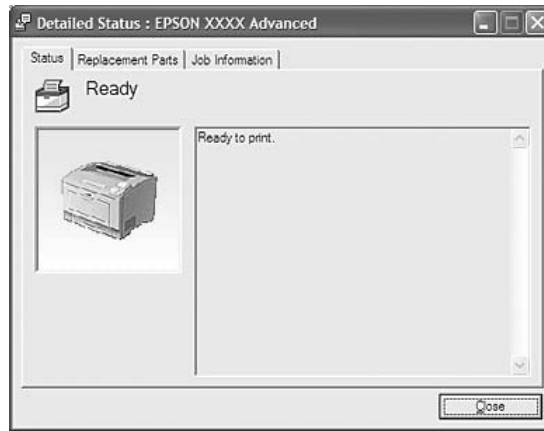 Detailed Status : EPSON XXXX Advanced
Status Replacement Parts Job Information
Ready
Ready to print.
Close